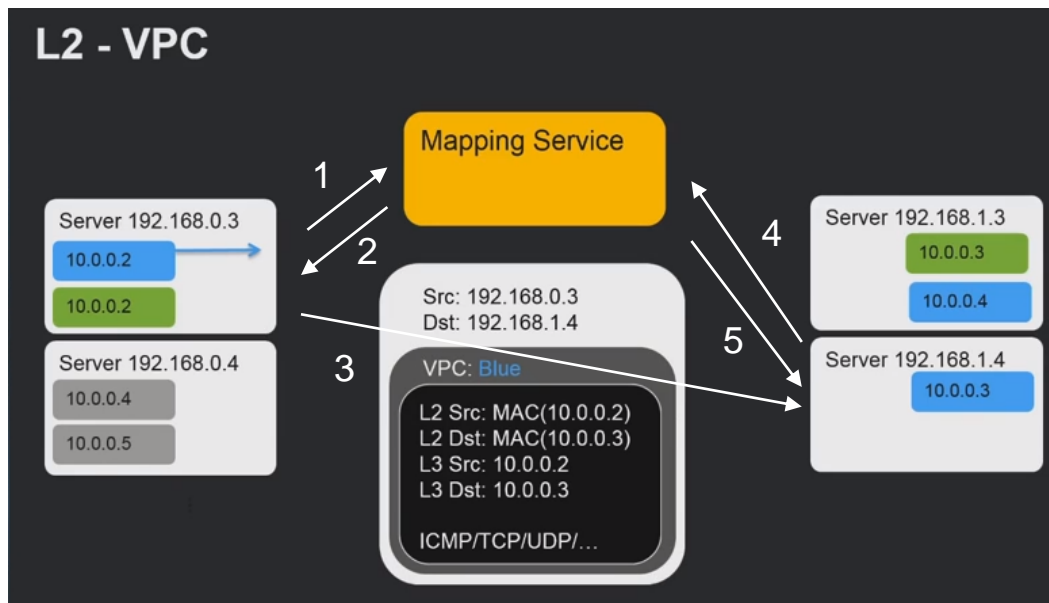 L2 - VPC
Mapping Service
1
2
3
4
5
Server 192.168.0.3
10.0.0.2
10.0.0.2
Server 192.168.0.4
10.0.0.4
10.0.0.5
Src: 192.168.0.3
Dst: 192.168.1.4
VPC: Blue
L2 Src: MAC(10.0.0.2)
L2 Dst: MAC(10.0.0.3)
L3 Src: 10.0.0.2
L3 Dst: 10.0.0.3
ICMP/TCP/UDP/...
Server 192.168.1.3
10.0.0.3
10.0.0.4
Server 192.168.1.4
10.0.0.3